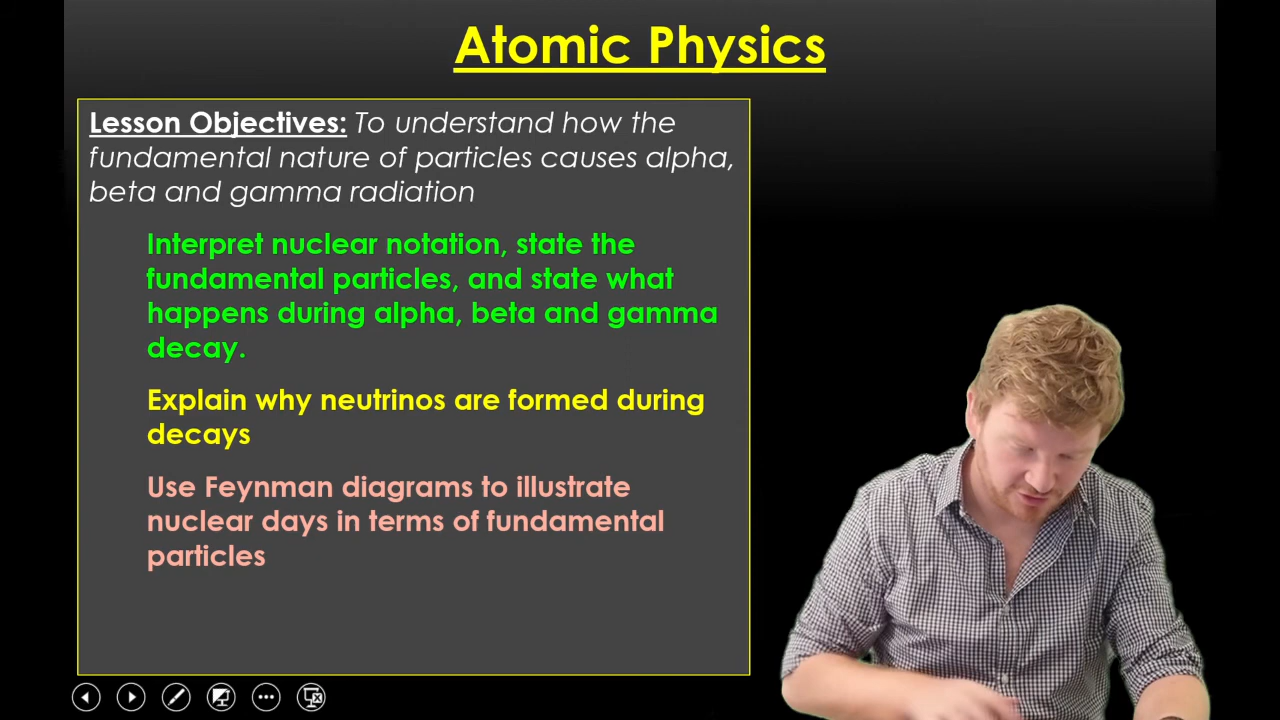 Atomic Physics
Lesson Objectives: To understand how the
fundamental nature of particles causes alpha,
beta and gamma radiation
Interpret nuclear notation, state the
fundamental particles, and state what
happens during alpha, beta and gamma
decay.
Explain why neutrinos are formed during
decays
Use Feynman diagrams to illustrate
nuclear days in terms of fundamental
particles